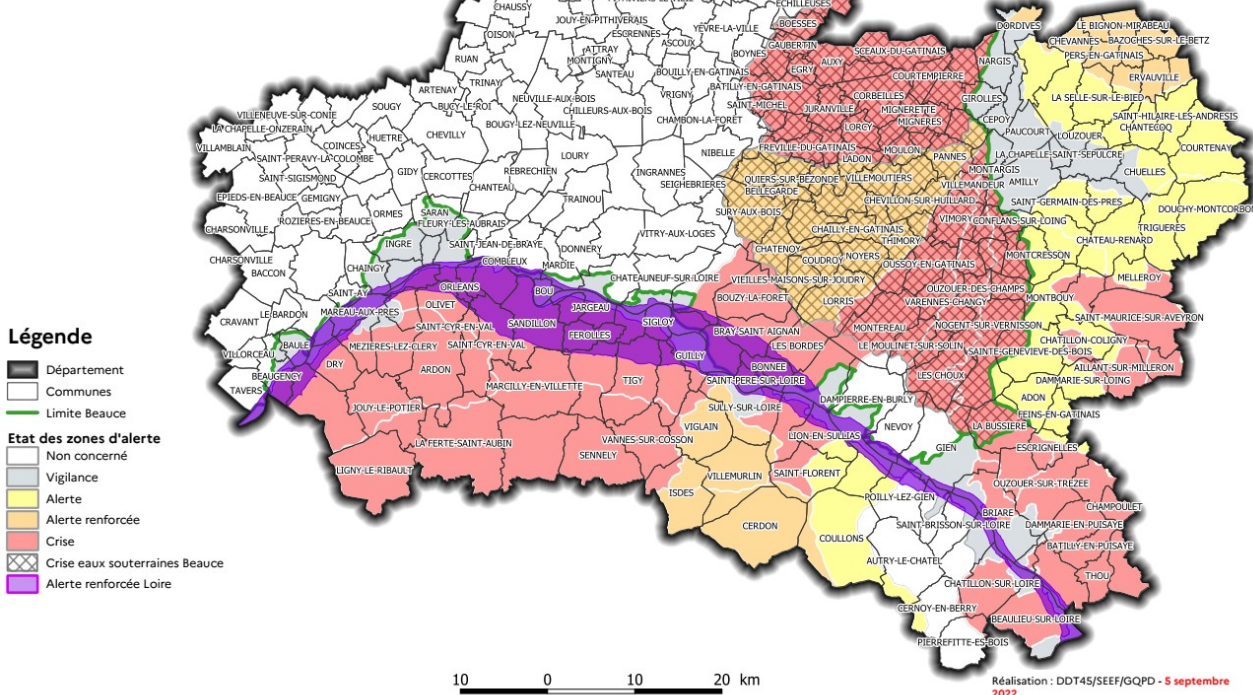 CHAUSSY
ECHILLEUSES
JOUY-EN-PITHIVERAIS
BOESSES
DORDIVES
LE BIGNON-MIRABEAU
OISON
ESCRENNES
YÈVRE-LA-VILLE
CHEVANNES
BAZOCHES-SUR-LE-BETZ
ATTRAY
ASCOUX
GAUBERTIN
SCEAUX-DU-GATINAIS
PERS-EN-GATINAIS
RUAN
MONTIGNY
BOYNES
AUXY
NARGIS
SANTEAU
BOUILLY-EN-GATINAIS
EGRY
COURTEMPIERRE
ERVAUVILLE
TRINAY
BATILLY-EN-GATINAIS
ARTENAY
NEUVILLE-AUX-BOIS
VRIGNY
CORBEILLES
GIROLLES
LA SELLE-SUR-LE-BIED
SOUGY
BUCY-LE-ROI
CHILLEURS-AUX-BOIS
SAINT-MICHEL
JURANVILLE
MIGNERETTE
VILLENEUVE-SUR-CONIE
BOUGY-LEZ-NEUVILLE
CHAMBON-LA-FORÊT
MIGNERES
CEPOY
SAINT-HILAIRE-LES-ANDRESIS
LA CHAPELLE-ONZERAIN
CHEVILLY
LORCY
PAUCOURT
LOUZOUER
CHANTECOQ
HUETRE
VILLAMBLAIN
COINCES
FREVILLE-DU-GATINAIS
MOULON
COURTENAY
SAINT-PERAVY-LA-COLOMBE
LOURY
NIBELLE
LADON
PANNES
LA CHAPELLE-SAINT-SEPULCRE
GIDY
CERCOTTES
REBRECHIEN
INGRANNES
MONTARGIS
CHUELLES
SAINT-SIGISMOND
CHANTEAU
SEICHEBRIERES
QUIERS-SUR-BEZONDE
VILLEMOUTIERS
VILLEMANDEUR
AMILLY
EPIEDS-EN-BEAUCE
GEMIGNY
TRAINOU
BELLEGARDE
CHEVILLON-SUR-HUILLARD
SAINT-GERMAIN-DES-PRES
ORMES
SARAN
SURY-AUX-BOIS
DOUCHY-MONTCORBON
ROZIERES-EN-BEAUCE
FLEURY-LES-AUBRAIS
VIMORY
CONFLANS-SUR-LOING
CHARSONVILLE
VITRY-AUX-LOGES
CHAILLY-EN-GATINAIS
TRIGUERES
INGRE
SAINT-JEAN-DE-BRAYE
DONNERY
CHATENOY
THIMORY
CHATEAU-RENARD
CHARSONVILLE
COMBLEUX
COUDROY
NOYERS
MONTCRESSON
BACCON
CHAINGY
MARDIE
CHATEAUNEUF-SUR-LOIRE
OUSSOY-EN-GATINAIS
VIEILLES-MAISONS-SUR-JOUDRY
MELLEROY
SAINT-AY
ORLEANS
BOU
OUZOUER-DES-CHAMPS
OLIVET
JARGEAU
BOUZY-LA-FORET
LORRIS
VARENNES-CHANGY
MONTBOUY
LE BARDON
MAREAU-AUX-PRES
SAINT-MAURICE-SUR-AVEYRON
CRAVANT
SAINT-CYR-EN-VAL
SANDILLON
SIGLOY
BRAY-SAINT AIGNAN
MONTEREAU
NOGENT-SUR-VERNISSON
FEROLLES
CHATILLON-COLIGNY
BAULE
MEZIERES-LEZ-CLERY
SAINT-CYR-EN-VAL
LES BORDES
LE MOULINET-SUR-SOLIN
VILLORCEAU
GUILLY
SAINTE-GENEVIEVE-DES-BOIS
Légende
DRY
ARDON
BONNEE
AILLANT-SUR-MILLERON
BEAUGENCY
TIGY
SAINT-PERE-SUR-LOIRE
LES CHOUX
DAMMARIE-SUR-LOING
Département
TAVERS
MARCILLY-EN-VILLETTE
Communes
DAMPIERRE-EN-BURLY
ADON
JOUY-LE-POTIER
SULLY-SUR-LOIRE
Limite Beauce
FEINS-EN-GATINAIS
VIGLAIN
NEVOY
LA BUSSIERE
Etat des zones d'alerte
LA FERTE-SAINT-AUBIN
VANNES-SUR-COSSON
LION-EN-SULLIAS
Non concerné
SENNELY
GIEN
ESCRIGNELLES
Vigilance
LIGNY-LE-RIBAULT
VILLEMURLIN
SAINT-FLORENT
OUZOUER-SUR-TREZEE
Alerte
ISDES
POILLY-LEZ-GIEN
CHAMPOULET
Alerte renforcée
CERDON
BRIARE
SAINT-BRISSON-SUR-LOIRE
DAMMARIE-EN-PUISAYE
Crise
COULLONS
BATILLY-EN-PUISAYE
Crise eaux souterraines Beauce
AUTRY-LE-CHATEL
THOU
Alerte renforcée Loire
CHATILLON-SUR-LOIRE
CERNOY-EN-BERRY
BEAULIEU-SUR-LOIRE
PIERREFITTE-ES-BOIS
10 0 10 20 km
Réalisation : DDT45/SEEF/GQPD - 5 septembre
2022